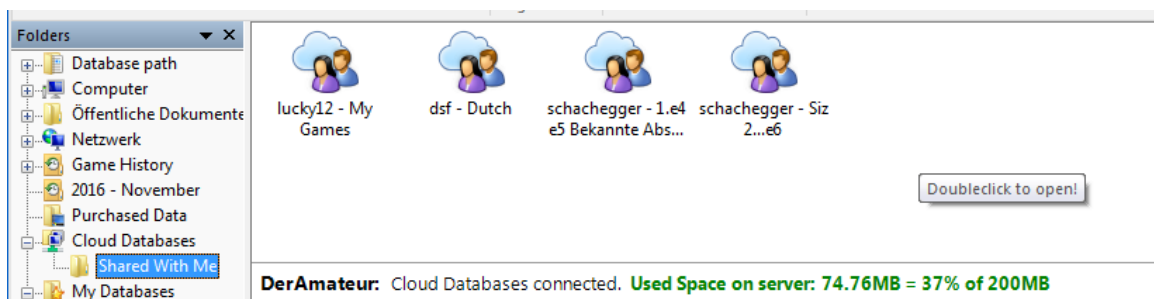 Folders
Database path
Computer
Öffentliche Dokumente
Netzwerk
Game History
2016 - November
Purchased Data
Cloud Databases
Shared With Me
My Databases
lucky12 - My
Games
dsf - Dutch
schachegger - 1.e4
e5 Bekannte Abs...
schachegger - Siz
2...e6
Doubleclick to open!
DerAmateur: Cloud Databases connected. Used Space on server: 74.76MB = 37% of 200MB